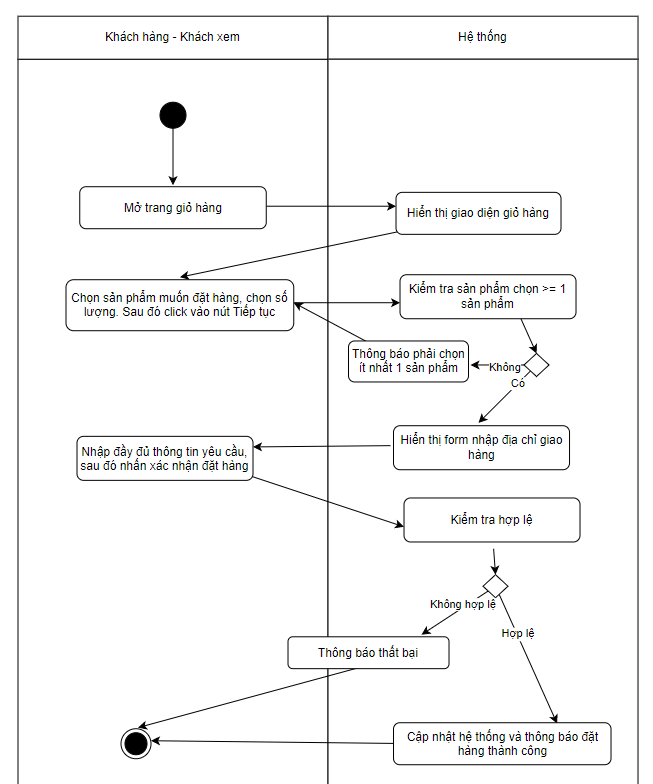 Khách hàng - Khách xem
Hệ thống
Mở trang giỏ hàng
Hiển thị giao diện giỏ hàng
Chọn sản phẩm muốn đặt hàng, chọn số
lượng. Sau đó click vào nút Tiếp tục
Kiểm tra sản phẩm chọn >= 1
sản phẩm
Thông báo phải chọn
ít nhất 1 sản phẩm
Không
Có
Hiển thị form nhập địa chỉ giao
hàng
Nhập đầy đủ thông tin yêu cầu,
sau đó nhấn xác nhận đặt hàng
Kiểm tra hợp lệ
Không hợp lệ
Hợp lệ
Thông báo thất bại
Cập nhật hệ thống và thông báo đặt
hàng thành công